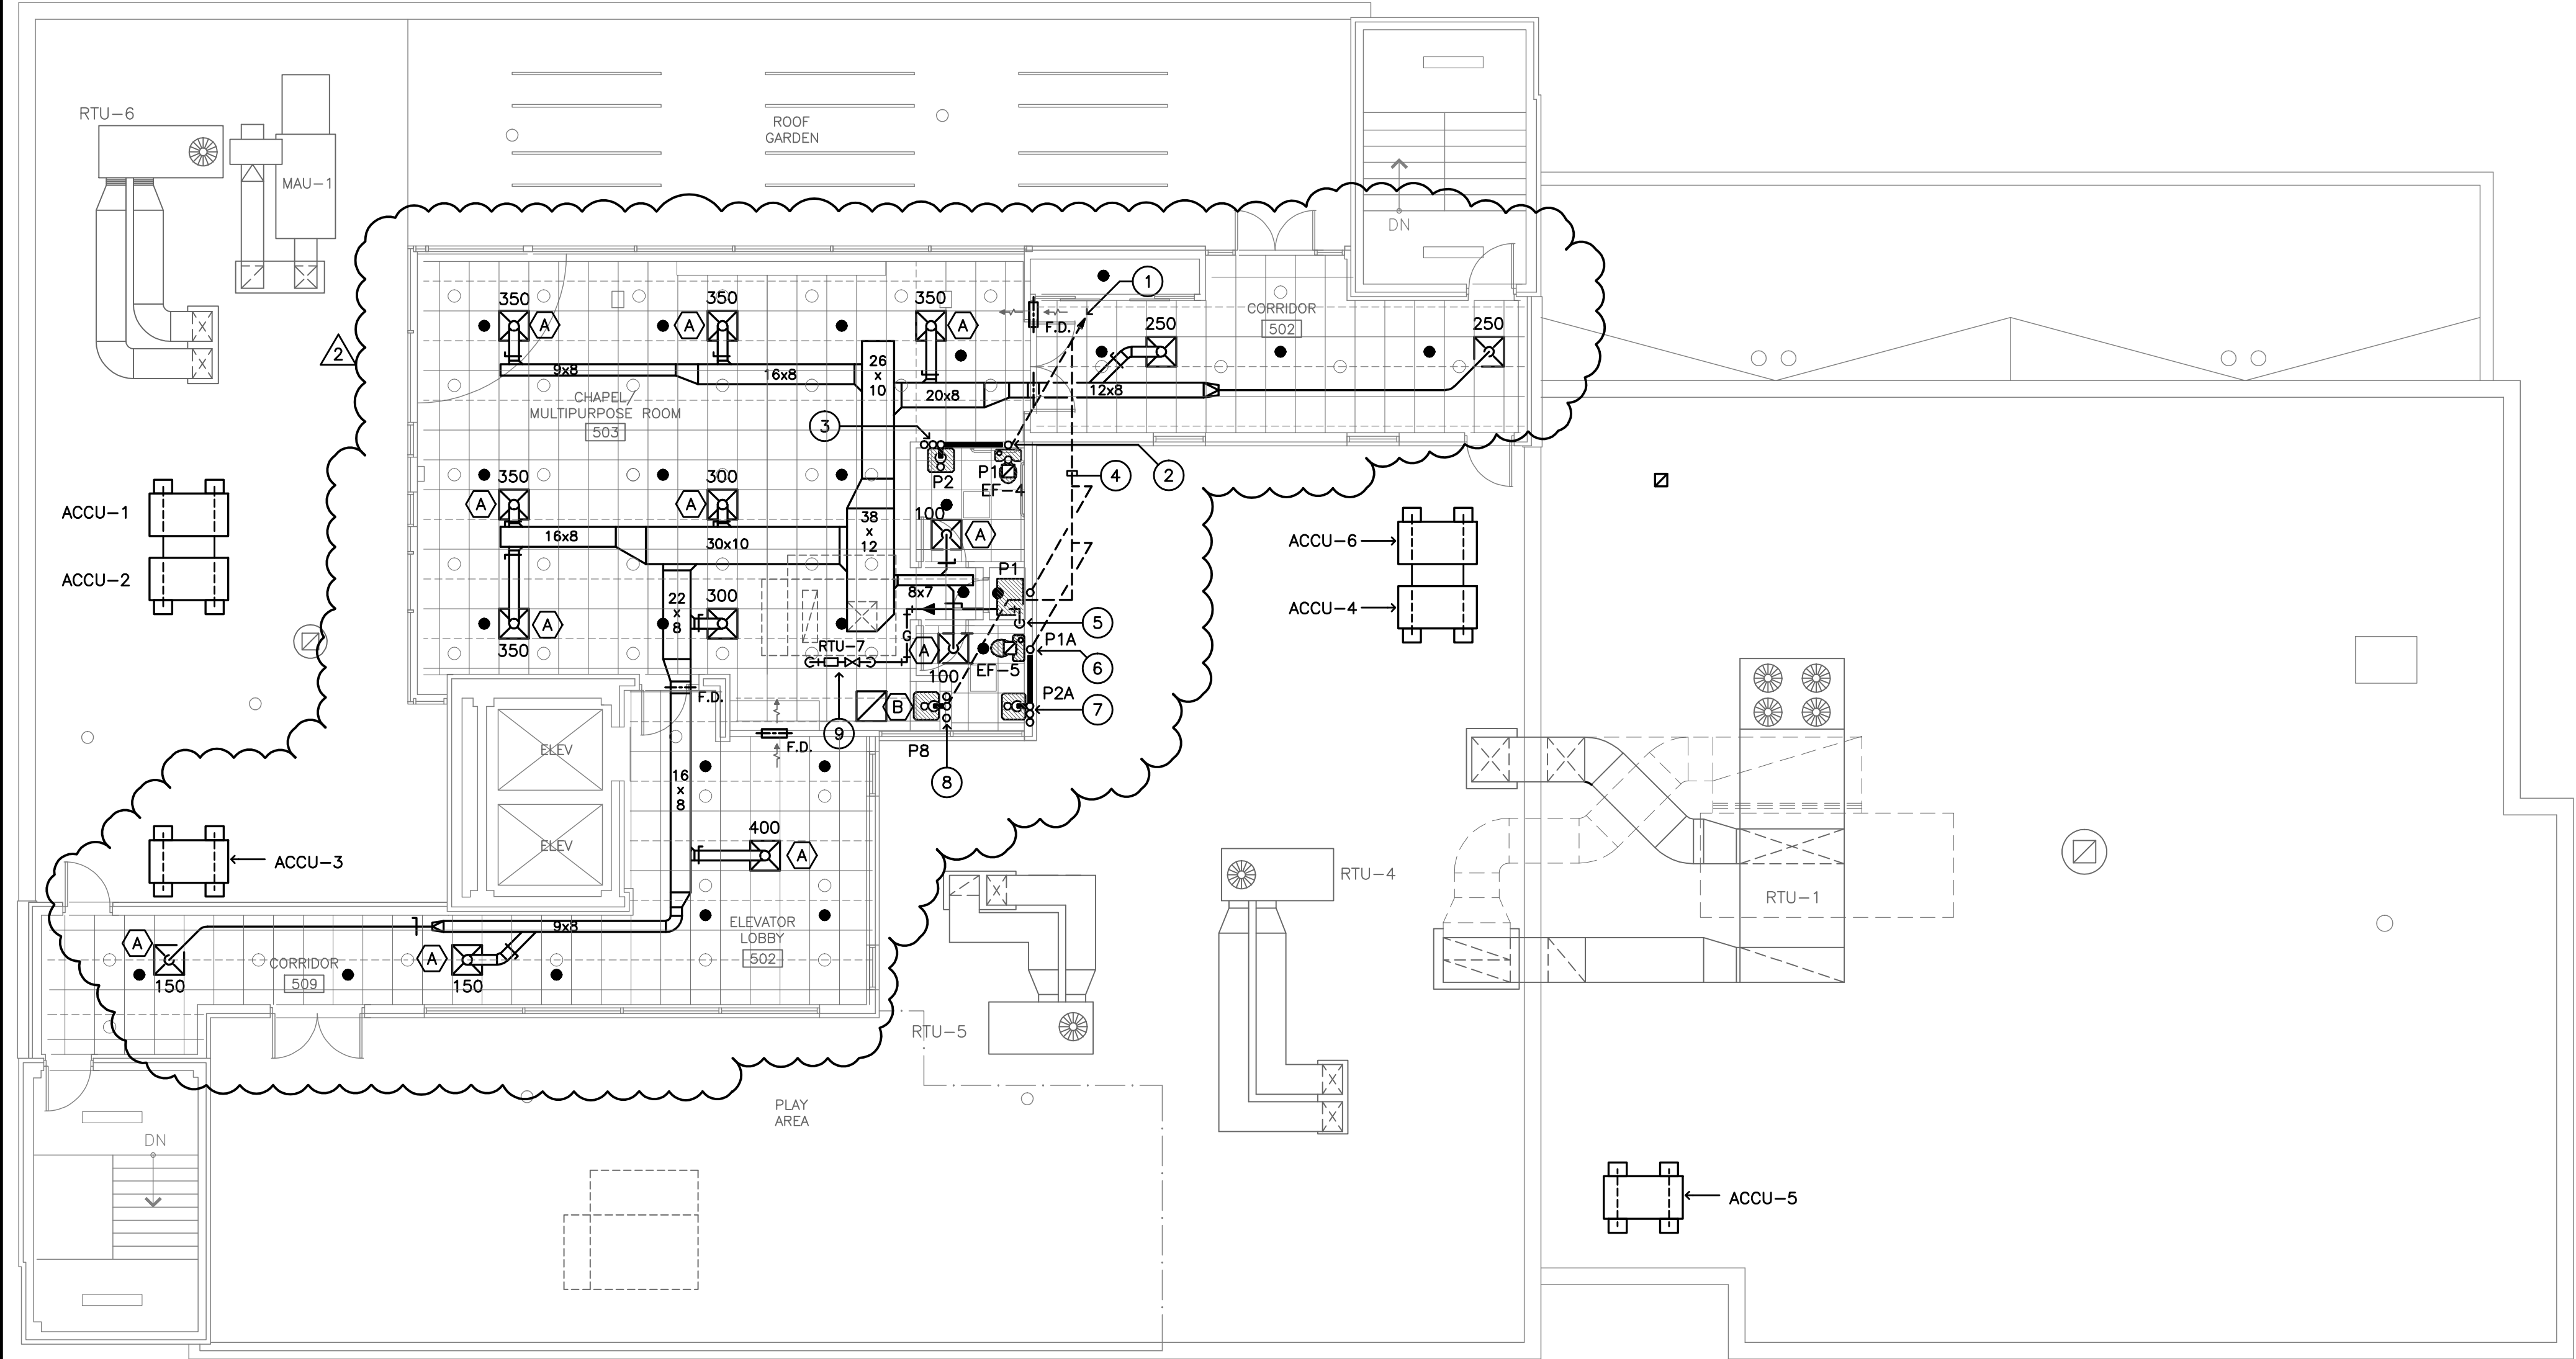 RTU-6
MAU-1
ROOF
GARDEN
DN
2
1
350
350
350
A
A
A
F.D.
250
CORRIDOR
502
250
9x8
16x8
26
x
10
20x8
12x8
CHAPEL/
MULTIPURPOSE ROOM
503
3
P2
P1
EF-4
4
2
350
300
A
A
100
A
38
x
12
16x8
30x10
ACCU-1
ACCU-2
ACCU-6
ACCU-4
22
x
8
300
8x7
P1
G
5
A
350
RTU-7
A
P1A
EF-5
6
100
F.D.
B
P2A
7
9
F.D.
P8
8
ELEV
16
x
8
ELEV
400
A
ACCU-3
RTU-4
RTU-1
A
150
CORRIDOR
509
A
150
9x8
ELEVATOR
LOBBY
502
RTU-5
PLAY
AREA
DN
ACCU-5